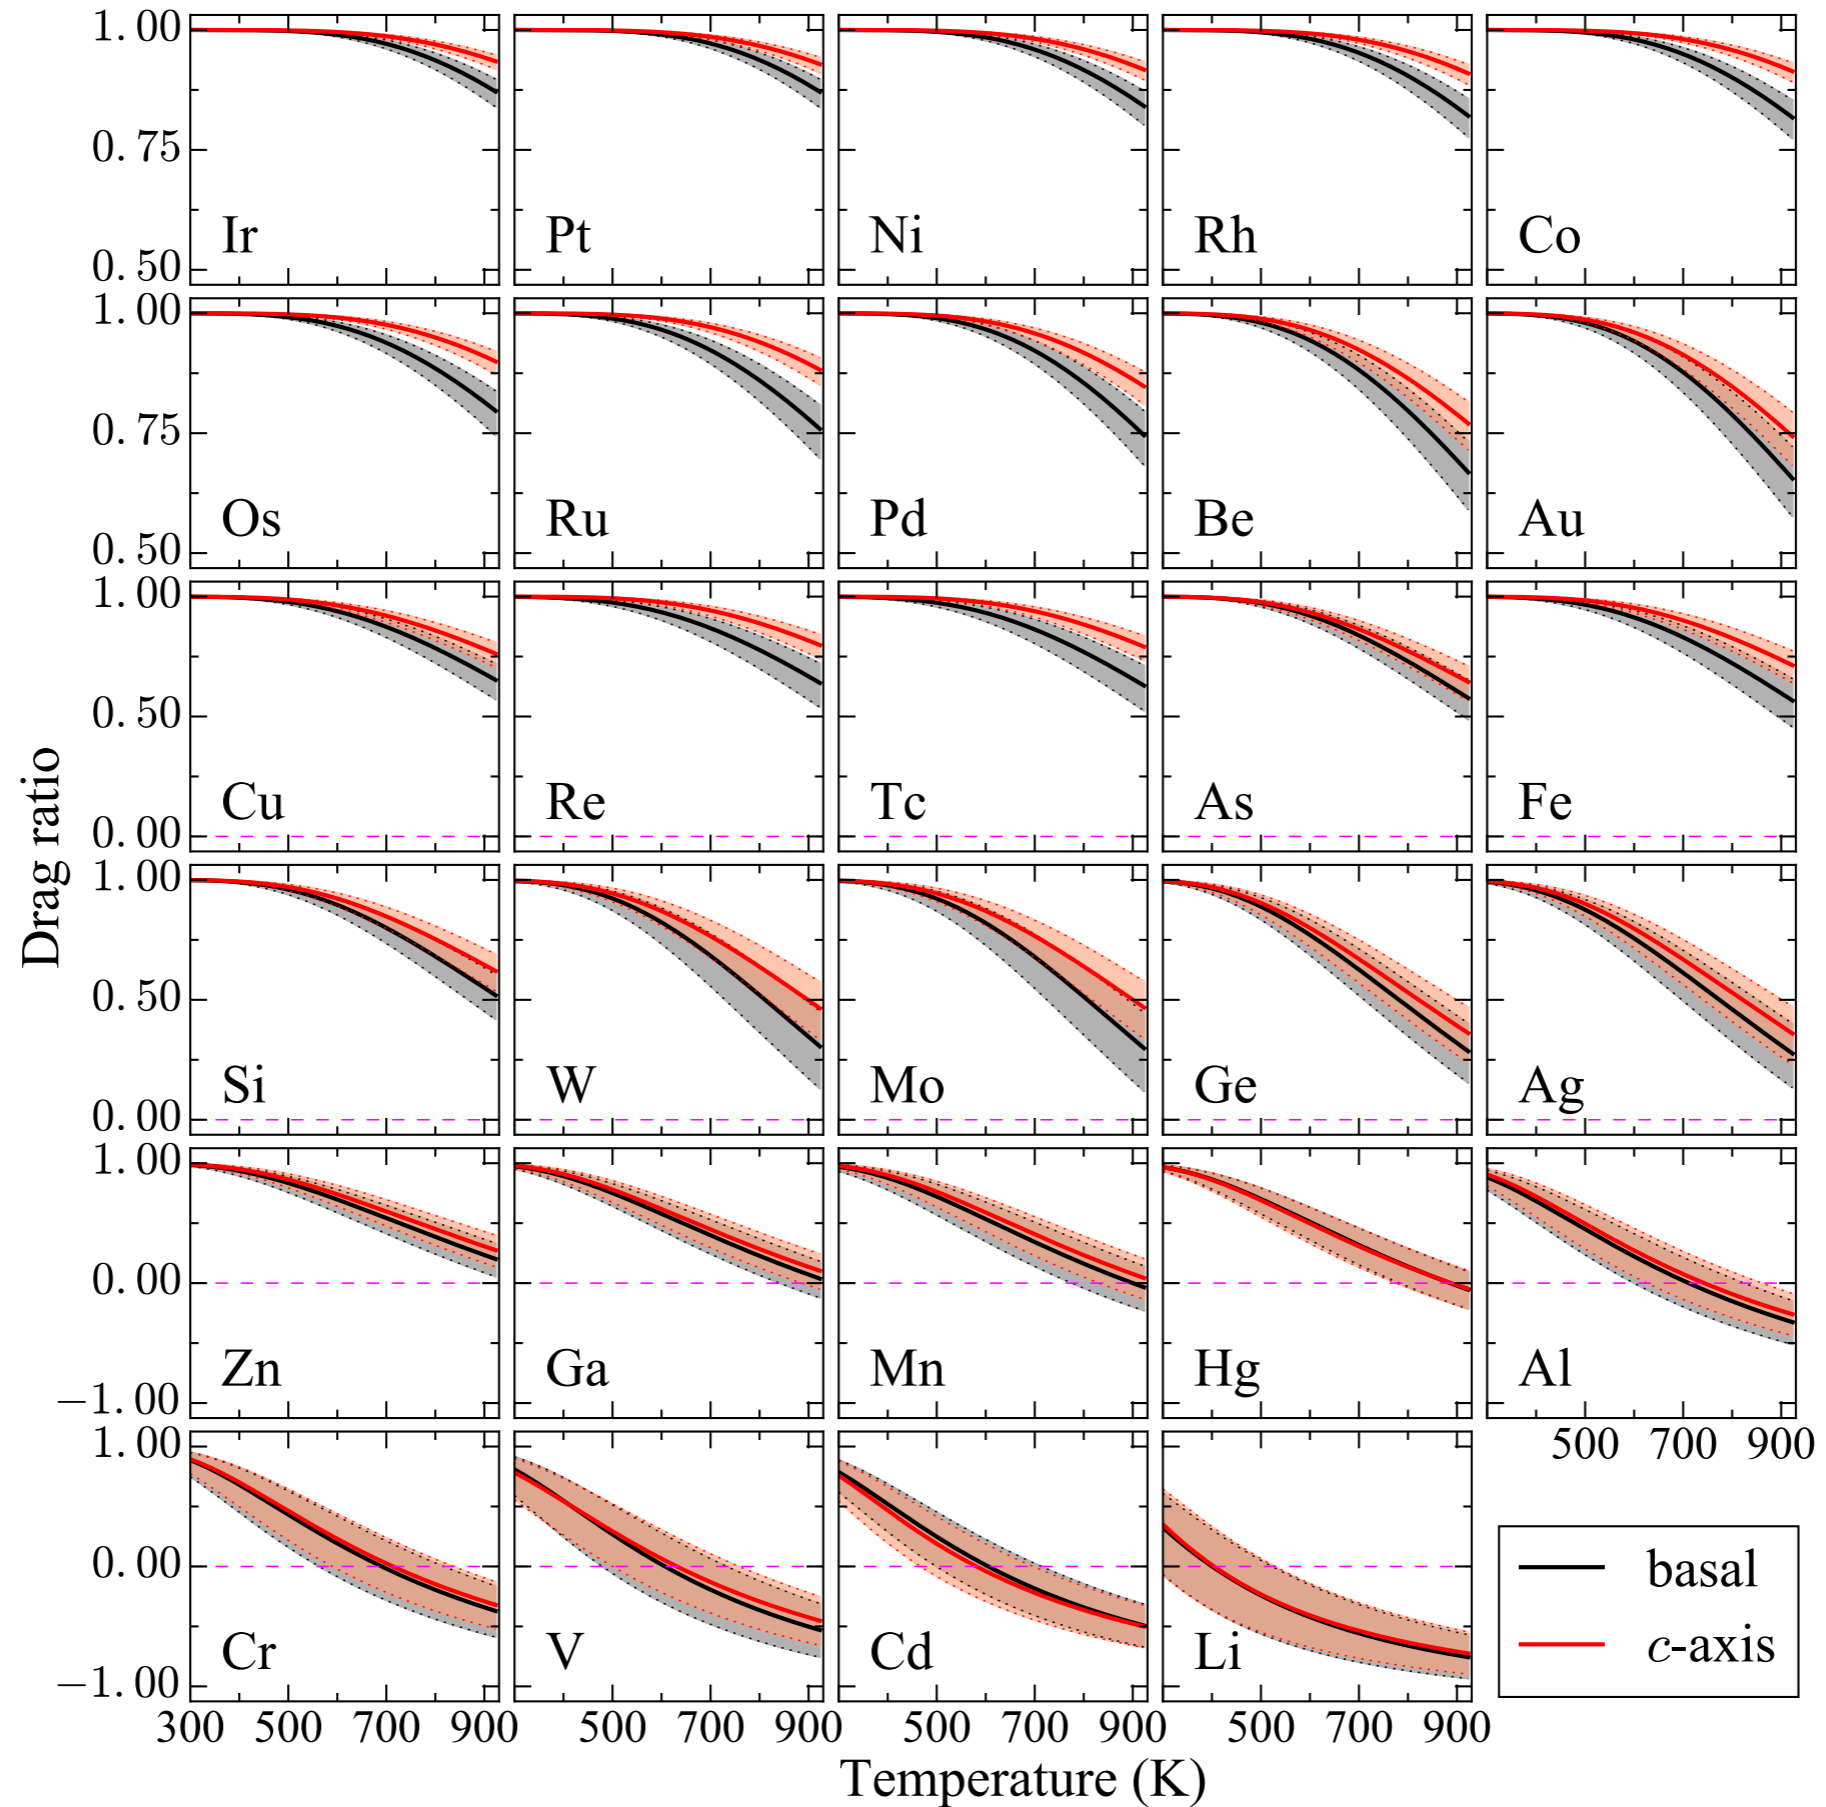 Drag ratio
1.00
0.75
0.50
Ir
Pt
Ni
Rh
Co
1.00
0.75
0.50
Os
Ru
Pd
Be
Au
1.00
0.50
0.00
Cu
Re
Tc
As
Fe
1.00
0.50
0.00
Si
W
Mo
Ge
Ag
1.00
0.00
−1.00
Zn
Ga
Mn
Hg
Al
500 700 900
1.00
0.00
−1.00
Cr
V
Cd
Li
basal
c-axis
300 500 700 900
500 700 900
500 700 900
500 700 900
Temperature (K)